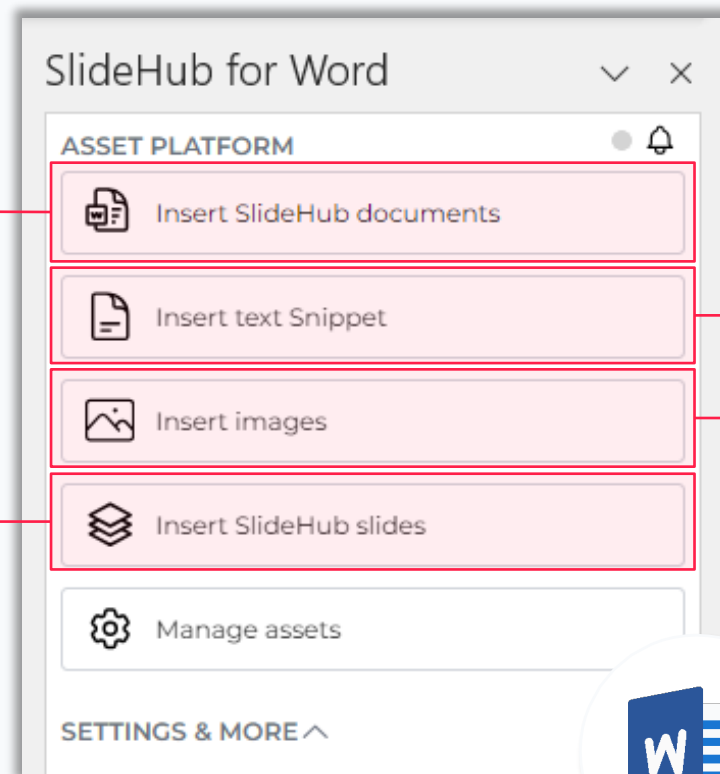 SlideHub for Word
ASSET PLATFORM
Insert SlideHub documents
Insert text Snippet
Insert images
Insert SlideHub slides
Manage assets
SETTINGS & MORE
W